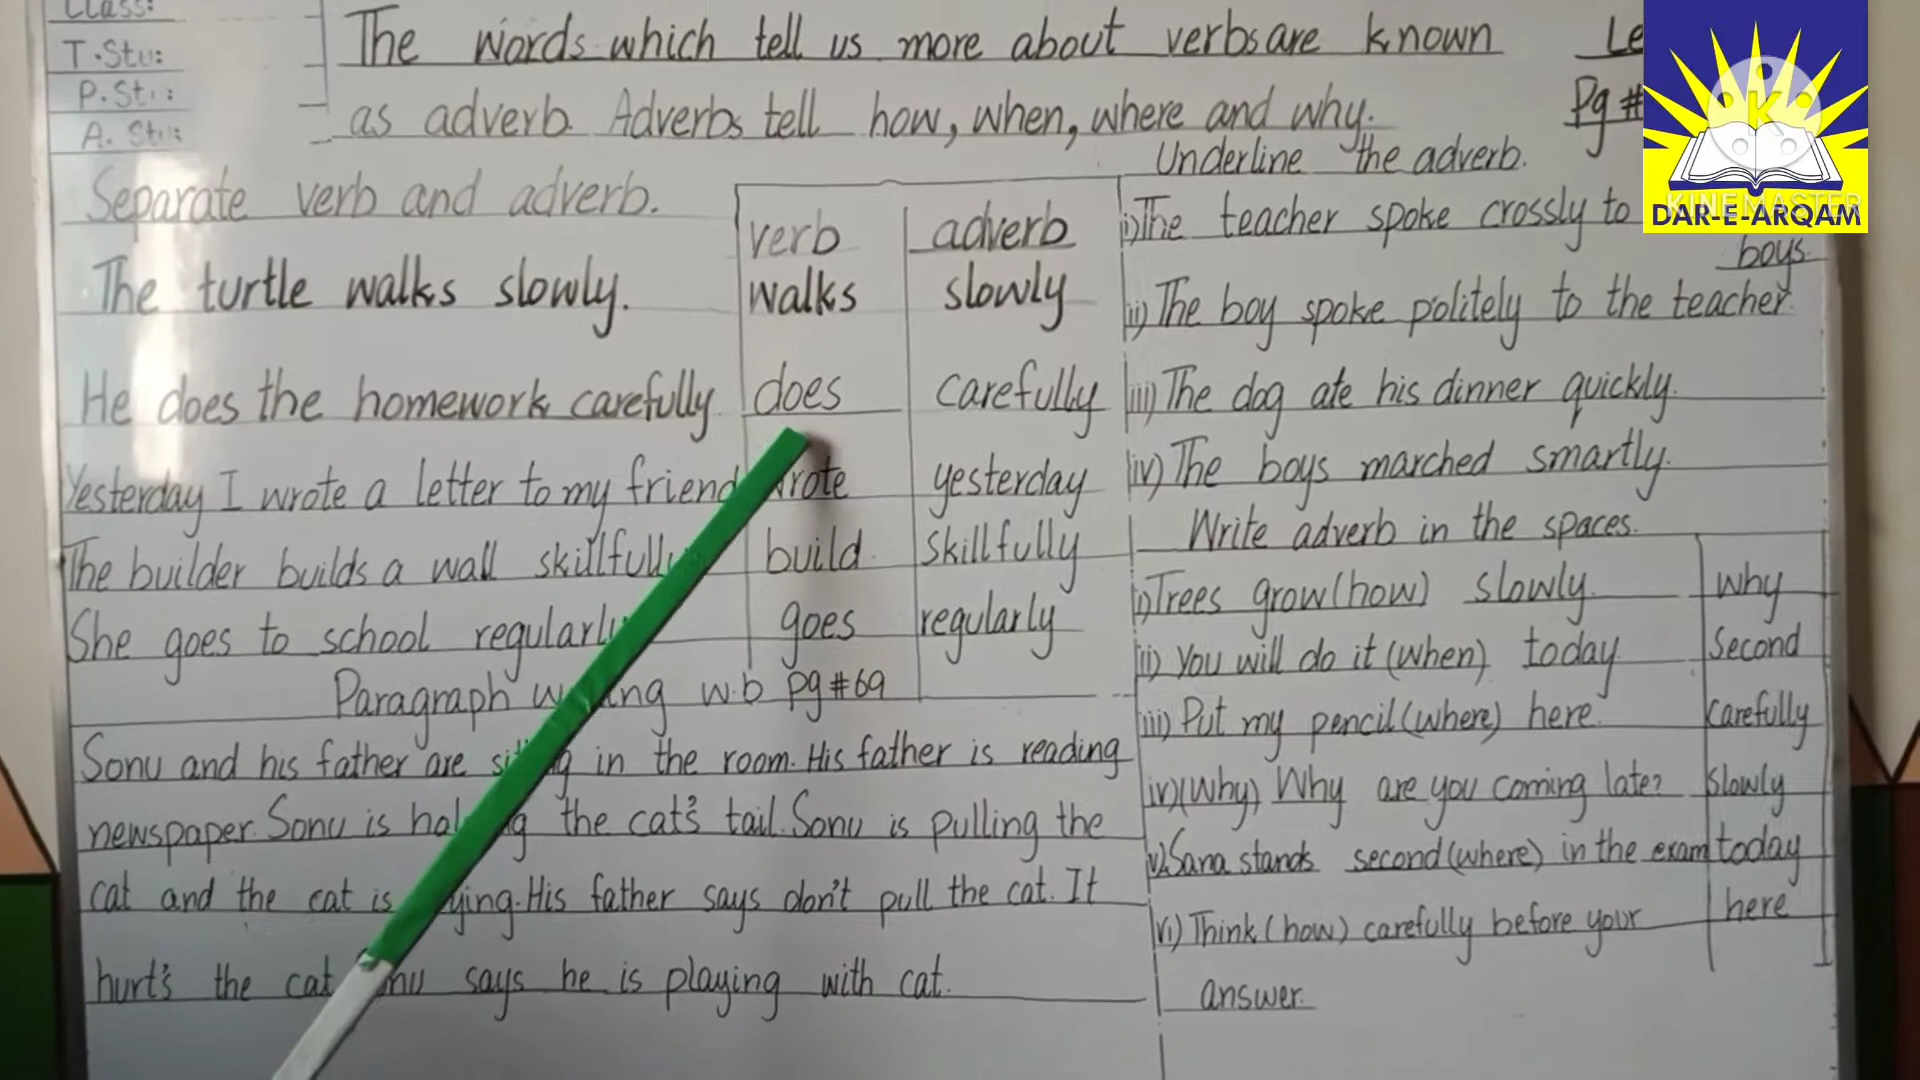 Class:
T.Stu:
P.Stu:
A. Stu:
The words which tell us more about verbs are known
as adverb. Adverbs tell how, when, where and why.
Pg #
Separate verb and adverb.
verb adverb
The turtle walks slowly. walks slowly
He does the homework carefully does carefully
Yesterday I wrote a letter to my friend wrote yesterday
The builder builds a wall skillfully build skillfully
She goes to school regularly goes regularly
Paragraph writing w.b pg #69
Sonu and his father are sitting in the room. His father is reading
newspaper. Sonu is holding the cat's tail. Sonu is pulling the
cat and the cat is crying. His father says don't pull the cat. It
hurt's the cat Sonu says he is playing with cat.
Underline the adverb.
i) The teacher spoke crossly to
boys.
ii) The boy spoke politely to the teacher.
iii) The dog ate his dinner quickly.
iv) The boys marched smartly.
Write adverb in the spaces.
i) Trees grow (how) slowly. why
ii) You will do it (when) today. Second
iii) Put my pencil (where) here. carefully
iv) (Why) Why are you coming late? slowly
v) Sana stands second (where) in the exam today
vi) Think (how) carefully before your here
answer.
KINEMASTER
DAR-E-ARQAM